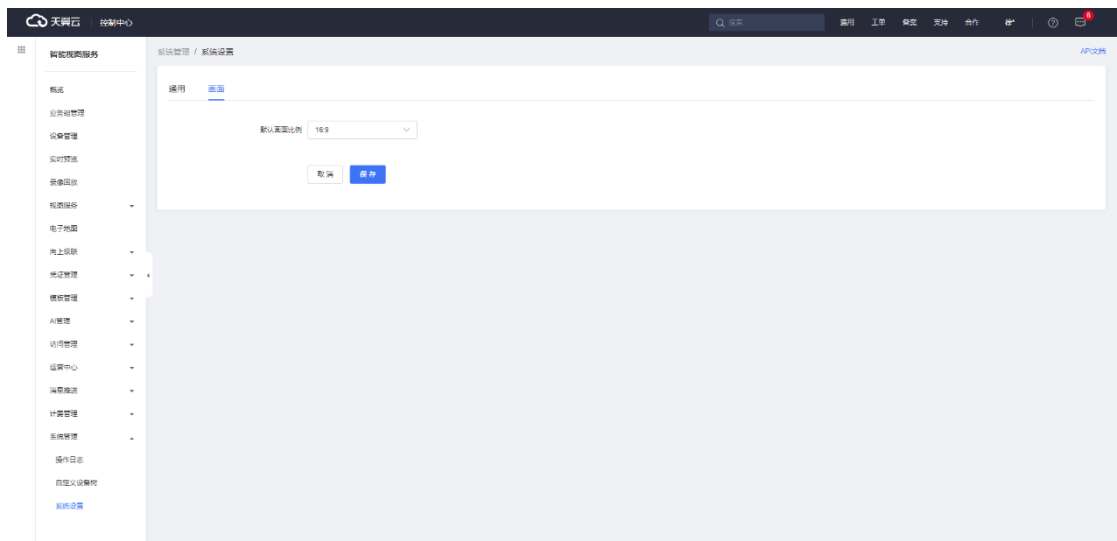 天翼云 控制中心 搜索 费用 工单 备案 支持 合作 徐* 6
智能视图服务 系统管理 / 系统设置 API文档
概览
业务组管理
设备管理
实时预览
录像回放
视图服务
电子地图
向上级联
凭证管理
模板管理
AI管理
访问管理
运营中心
消息推送
计费管理
系统管理
操作日志
自定义设备树
系统设置
通用 画面
默认画面比例 16:9
取消 保存